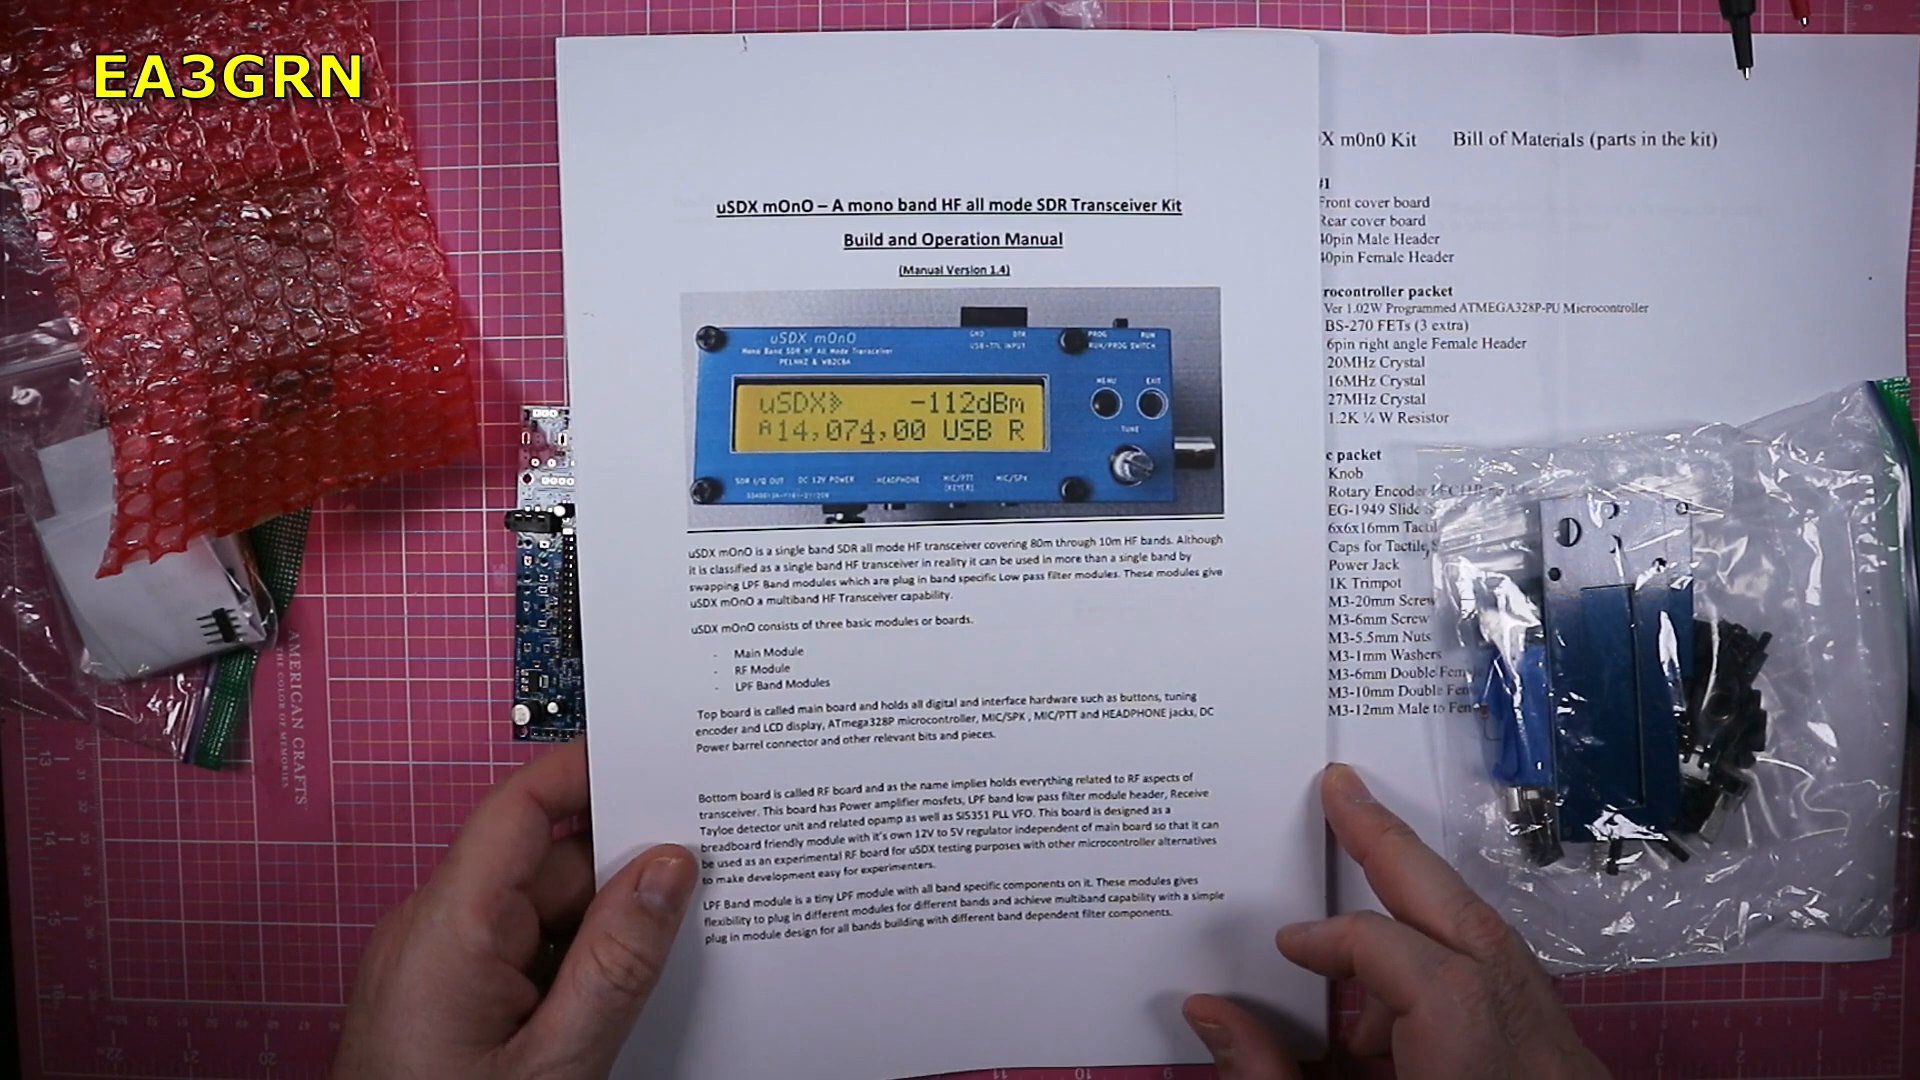 EA3GRN
uSDX mOnO – A mono band HF all mode SDR Transceiver Kit
Build and Operation Manual
(Manual Version 1.4)
uSDX mOnO
Mono Band SDR HF All Mode Transceiver
PE1NNZ & WB2CBA
GND DTR
USB-TTL INPUT
PROG RUN
RUN/PROG SWITCH
MENU EXIT
uSDX -112dBm
A14,074,00 USB R
TUNE
SDR I/Q OUT DC 12V POWER HEADPHONE MIC/PTT MIC/SPK
(KEYER)
uSDX mOnO is a single band SDR all mode HF transceiver covering 80m through 10m HF bands. Although
it is classified as a single band HF transceiver in reality it can be used in more than a single band by
swapping LPF Band modules which are plug in band specific Low pass filter modules. These modules give
uSDX mOnO a multiband HF Transceiver capability.
uSDX mOnO consists of three basic modules or boards.
- Main Module
- RF Module
- LPF Band Modules
Top board is called main board and holds all digital and interface hardware such as buttons, tuning
encoder and LCD display, ATmega328P microcontroller, MIC/SPK , MIC/PTT and HEADPHONE jacks, DC
Power barrel connector and other relevant bits and pieces.
Bottom board is called RF board and as the name implies holds everything related to RF aspects of
transceiver. This board has Power amplifier mosfets, LPF band low pass filter module header, Receive
Tayloe detector unit and related opamp as well as SI5351 PLL VFO. This board is designed as a
breadboard friendly module with it's own 12V to 5V regulator independent of main board so that it can
be used as an experimental RF board for uSDX testing purposes with other microcontroller alternatives
to make development easy for experimenters.
LPF Band module is a tiny LPF module with all band specific components on it. These modules gives
flexibility to plug in different modules for different bands and achieve multiband capability with a simple
plug in module design for all bands building with different band dependent filter components.
X m0n0 Kit Bill of Materials (parts in the kit)
#1
Front cover board
Rear cover board
40pin Male Header
40pin Female Header
rocontroller packet
Ver 1.02W Programmed ATMEGA328P-PU Microcontroller
BS-270 FETs (3 extra)
6pin right angle Female Header
20MHz Crystal
16MHz Crystal
27MHz Crystal
1.2K ¼ W Resistor
c packet
Knob
Rotary Encoder
EG-1949 Slide
6x6x16mm Tactil
Caps for Tactile
Power Jack
1K Trimpot
M3-20mm Screw
M3-6mm Screw
M3-5.5mm Nuts
M3-1mm Washers
M3-6mm Double Fem
M3-10mm Double Fem
M3-12mm Male to Fem
AMERICAN CRAFTS
THE COLOR OF MEMORIES